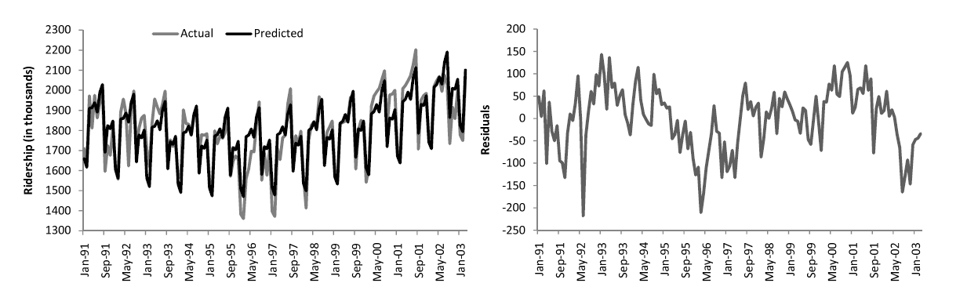 Ridership (in thousands)
2300
2200
2100
2000
1900
1800
1700
1600
1500
1400
1300
Actual
Predicted
Jan-91
Sep-91
May-92
Jan-93
Sep-93
May-94
Jan-95
Sep-95
May-96
Jan-97
Sep-97
May-98
Jan-99
Sep-99
May-00
Jan-01
Sep-01
May-02
Jan-03
Residuals
200
150
100
50
0
-50
-100
-150
-200
-250
Jan-91
Sep-91
May-92
Jan-93
Sep-93
May-94
Jan-95
Sep-95
May-96
Jan-97
Sep-97
May-98
Jan-99
Sep-99
May-00
Jan-01
Sep-01
May-02
Jan-03